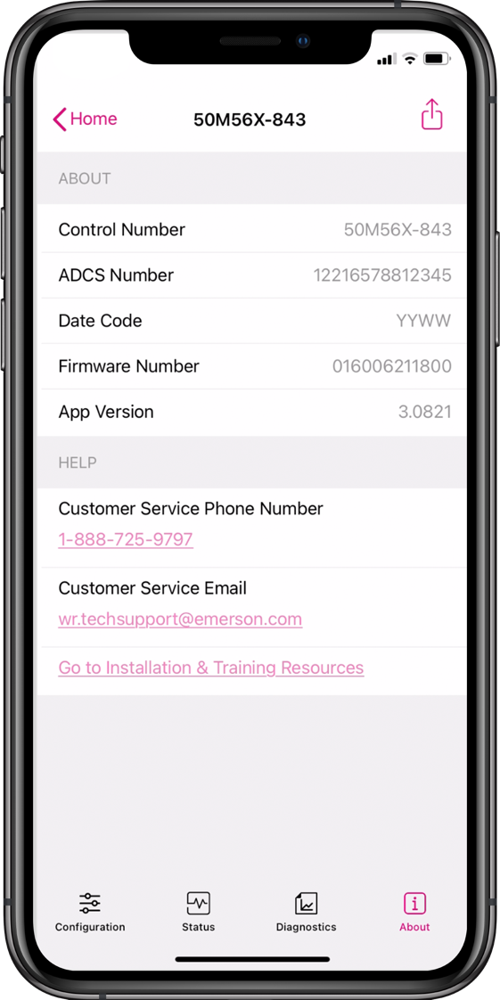 Home
50M56X-843
ABOUT
Control Number 50M56X-843
ADCS Number 12216578812345
Date Code YYWW
Firmware Number 016006211800
App Version 3.0821
HELP
Customer Service Phone Number
1-888-725-9797
Customer Service Email
wr.techsupport@emerson.com
Go to Installation & Training Resources
Configuration Status Diagnostics About